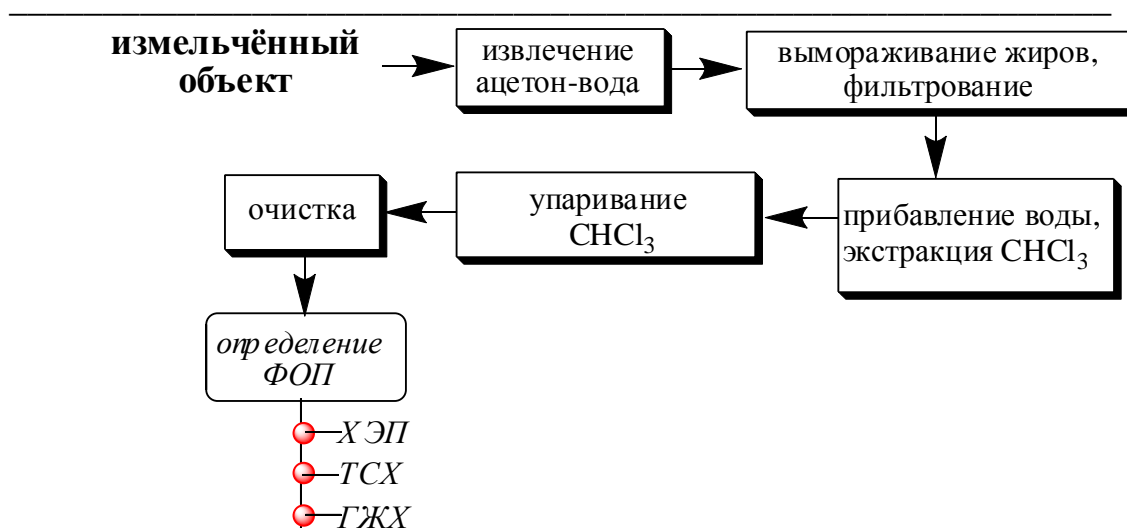 измельчённый
объект
извлечение
ацетон-вода
вымораживание жиров,
фильтрование
прибавление воды,
экстракция CHCl3
упаривание
CHCl3
очистка
определение
ФОП
ХЭП
ТСХ
ГЖХ